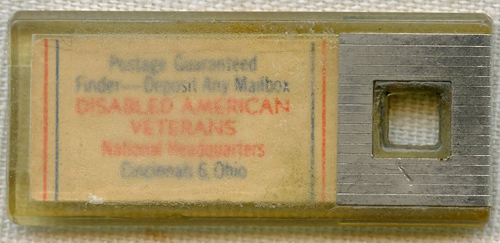 Postage Guaranteed
Finder—Deposit Any Mailbox
DISABLED AMERICAN
VETERANS
National Headquarters
Cincinnati 6, Ohio